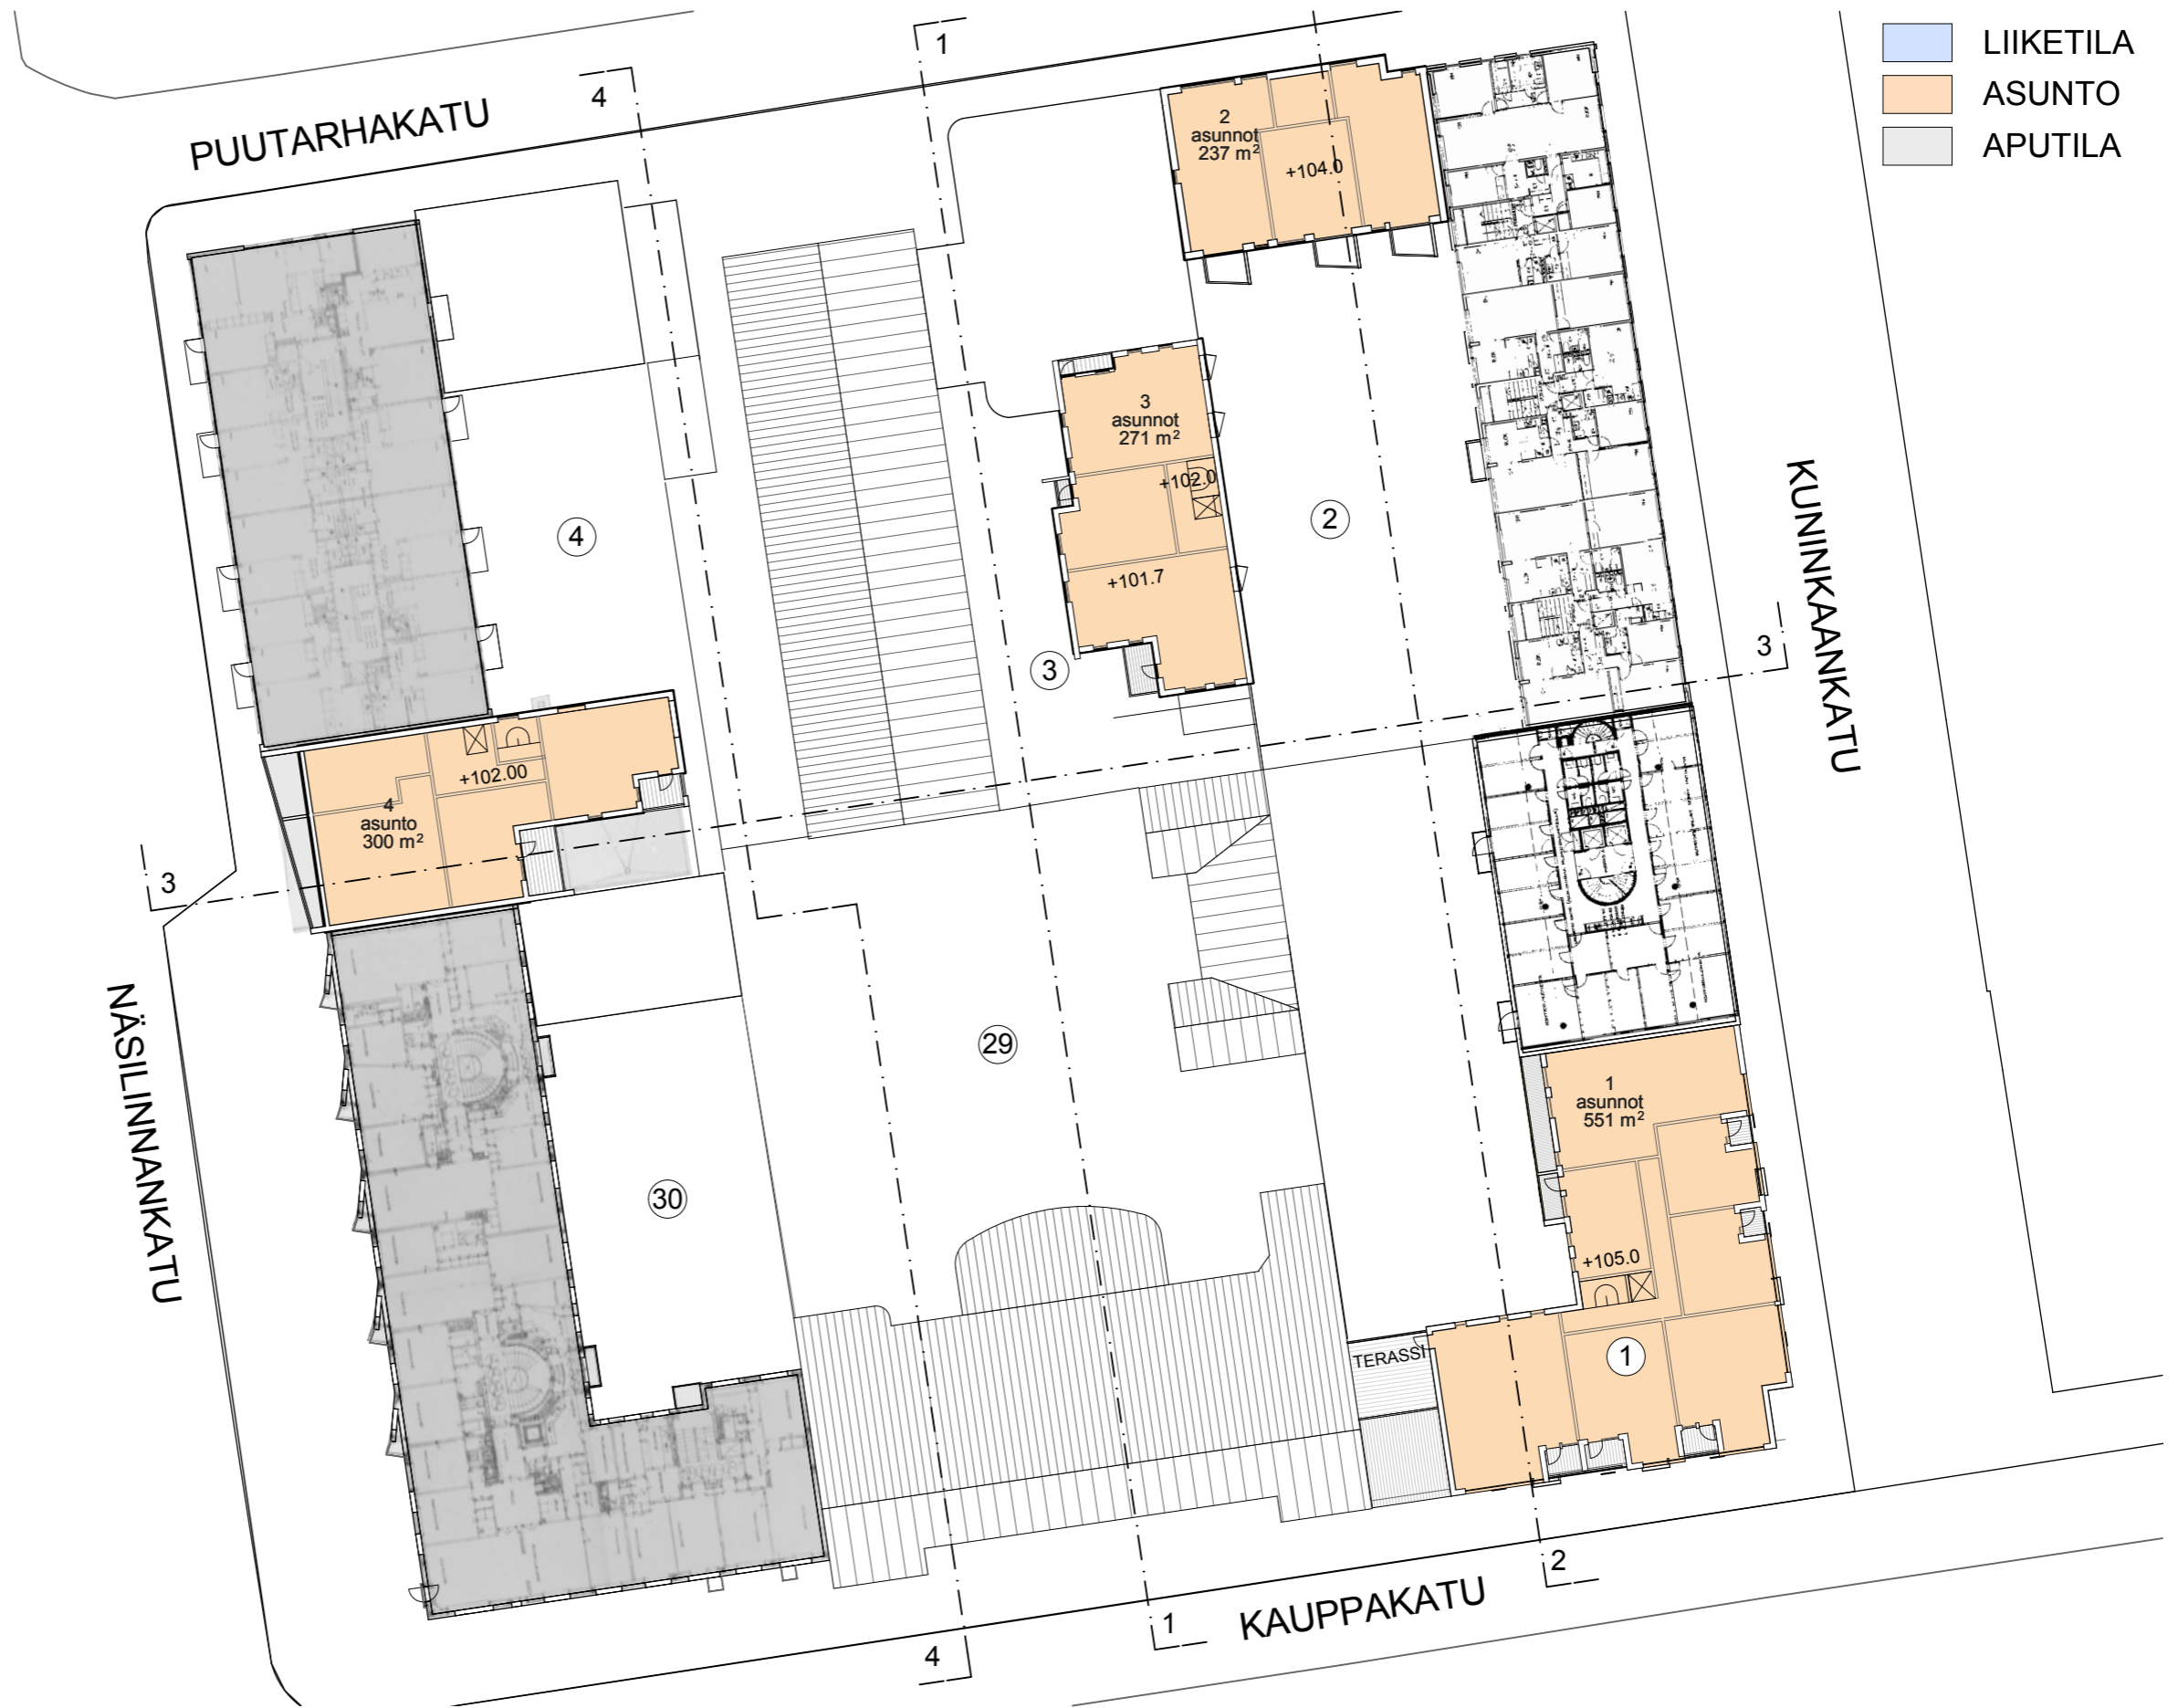 LIIKETILA
ASUNTO
APUTILA
1
4
PUUTARHAKATU
2
asunnot
237 m²
+104.0
3
asunnot
271 m²
+102.0
+101.7
4
2
3
KUNINKAANKATU
3
4
asunto
300 m²
+102.00
3
NÄSILINNANKATU
29
30
1
asunnot
551 m²
+105.0
TERASSI
1
2
1
4
KAUPPAKATU